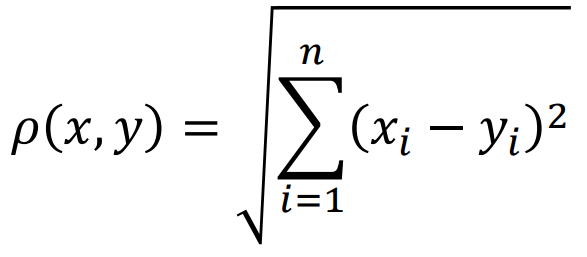 ρ(x, y) = √(∑_{i=1}^{n} (x_i − y_i)^2)